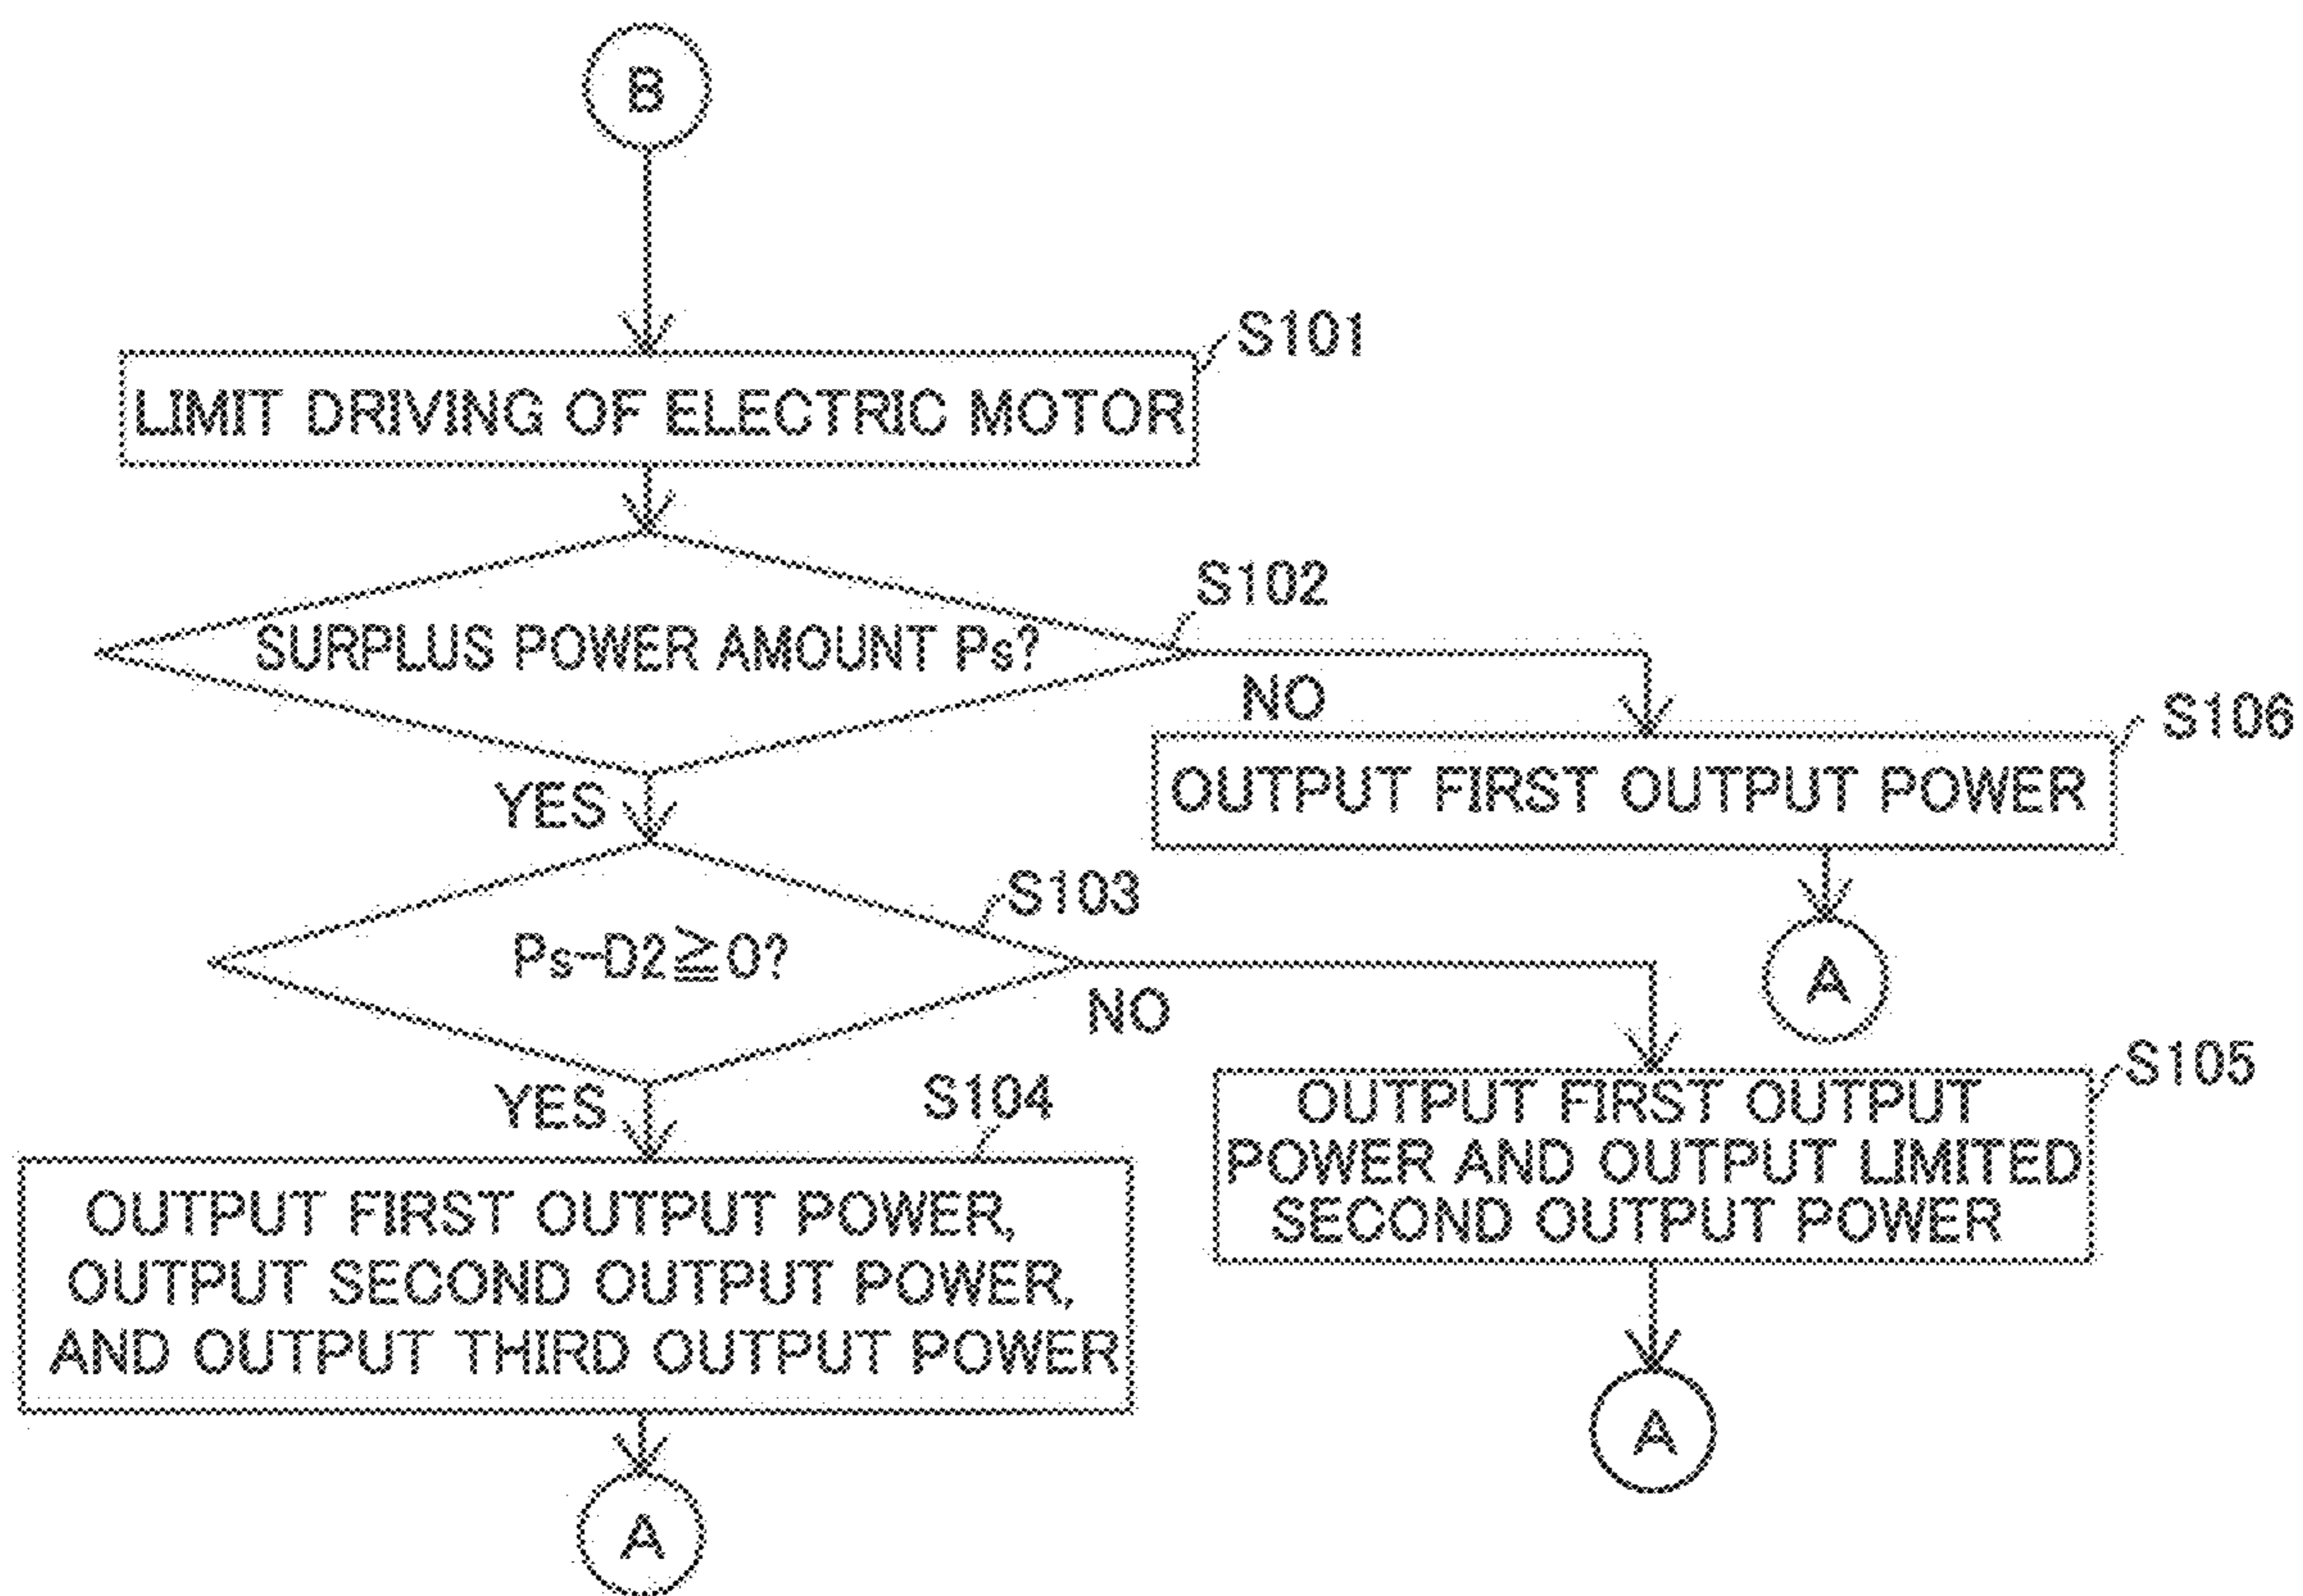 B
S101
LIMIT DRIVING OF ELECTRIC MOTOR
S102
SURPLUS POWER AMOUNT Ps?
NO
S106
OUTPUT FIRST OUTPUT POWER
A
YES
S103
Ps-D2≧0?
NO
S105
OUTPUT FIRST OUTPUT
POWER AND OUTPUT LIMITED
SECOND OUTPUT POWER
A
YES
S104
OUTPUT FIRST OUTPUT POWER,
OUTPUT SECOND OUTPUT POWER,
AND OUTPUT THIRD OUTPUT POWER
A